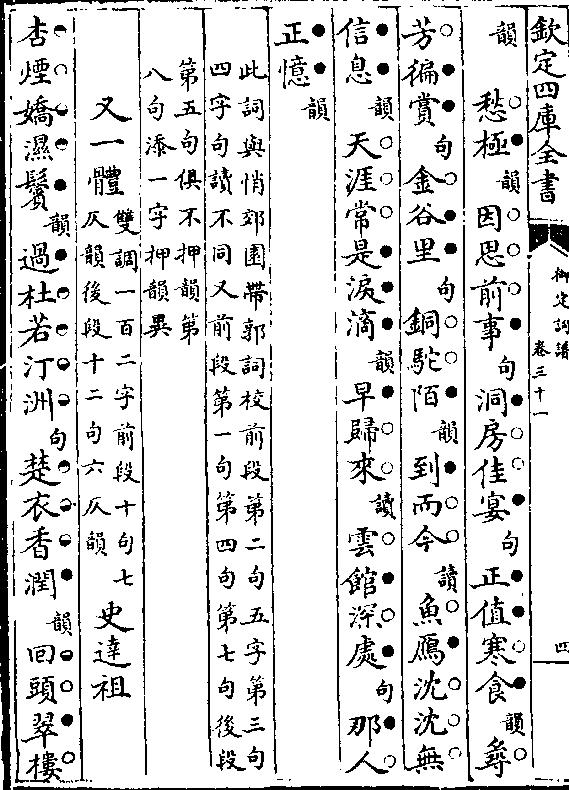 欽定四庫全書
御定詞譜
卷三十一
四
韻
愁極韻因思前事句洞房佳宴句正值寒食韻尋
芳徧賞句金谷里句銅駝陌韻到而今讀魚鴈沈沈無
信息韻天涯常是淚滴韻早歸來讀雲館深處句那人
正憶韻
此詞與悄郊園帶郭詞校前段第二句五字第三句
四字句讀不同又前段第一句第四句第七句後段
第五句俱不押韻第
八句添一字押韻異
又一體雙調一百二字前段十句七
仄韻後段十二句六仄韻
史達祖
杏煙嬌濕鬢韻過杜若汀洲句楚衣香潤韻回頭翠樓